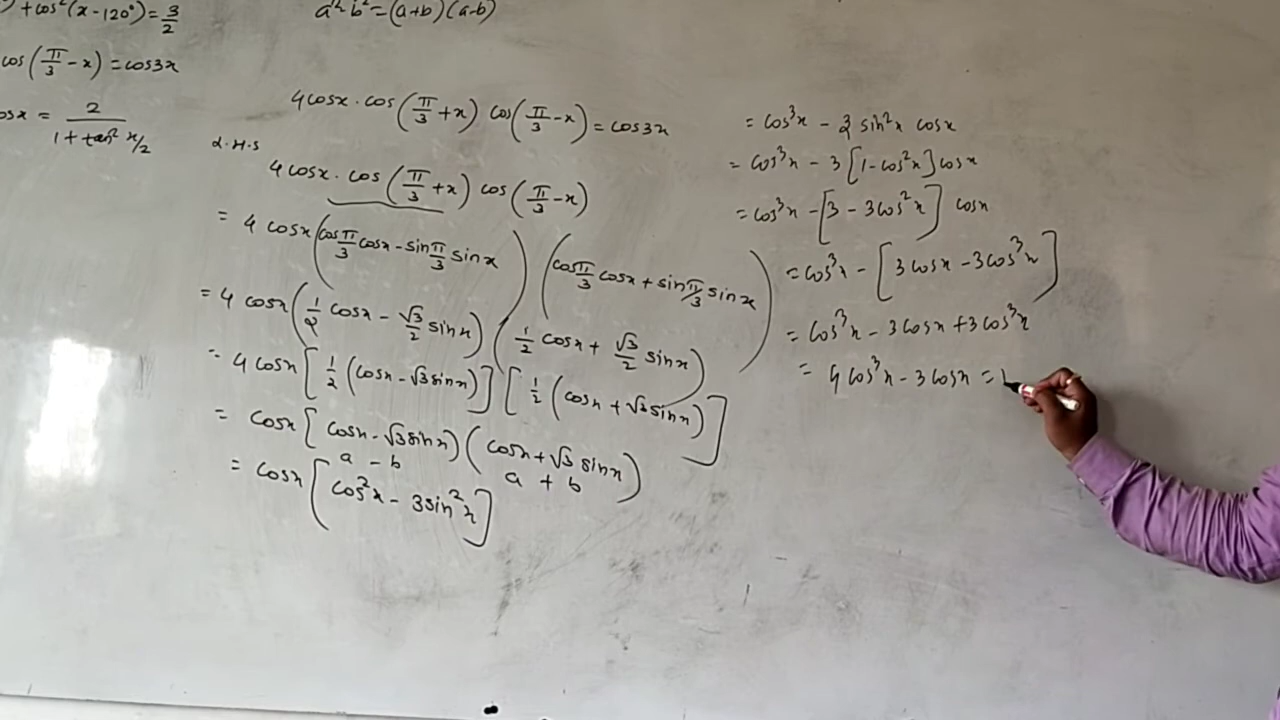 ) + cos²(x - 120°) = 3/2
cos(π/3 - x) = cos3x
osx = 2/(1 + tan² x/2)
a² - b² = (a+b)(a-b)
4cosx · cos(π/3 + x) cos(π/3 - x) = cos3x
L.H.S
4cosx · cos(π/3 + x) cos(π/3 - x)
= 4 cosx (cos π/3 cosx - sin π/3 sinx) (cos π/3 cosx + sin π/3 sinx)
= 4 cosx (1/2 cosx - √3/2 sinx) (1/2 cosx + √3/2 sinx)
= 4 cosx [1/2 (cosx - √3 sinx)] [1/2 (cosx + √3 sinx)]
= cosx [cosx - √3 sinx) (cosx + √3 sinx)
a - b a + b
= cosx [cos²x - 3sin²x]
= cos³x - 3 sin²x cosx
= cos³x - 3[1 - cos²x] cosx
= cos³x - [3 - 3cos²x] cosx
= cos³x - [3cosx - 3cos³x]
= cos³x - 3cosx + 3cos³x
= 4cos³x - 3cosx =